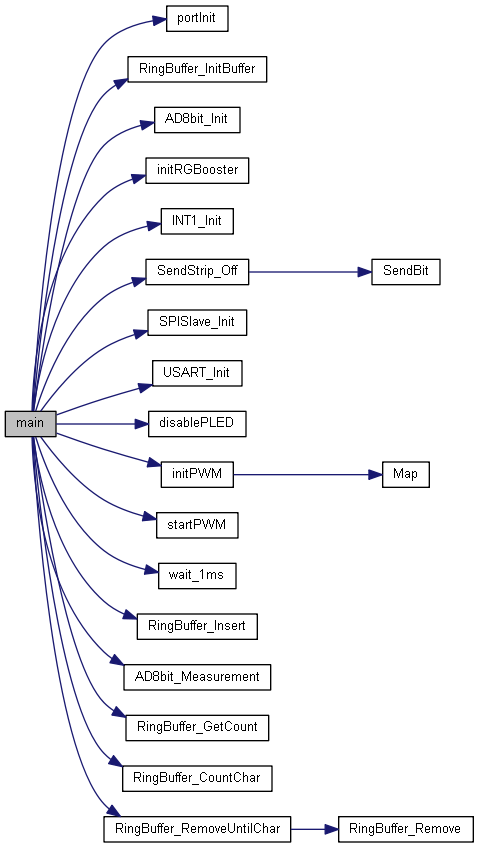 portInit
RingBuffer_InitBuffer
AD8bit_Init
initRGBooster
INT1_Init
SendStrip_Off
SendBit
SPISlave_Init
USART_Init
main
disablePLED
initPWM
Map
startPWM
wait_1ms
RingBuffer_Insert
AD8bit_Measurement
RingBuffer_GetCount
RingBuffer_CountChar
RingBuffer_RemoveUntilChar
RingBuffer_Remove